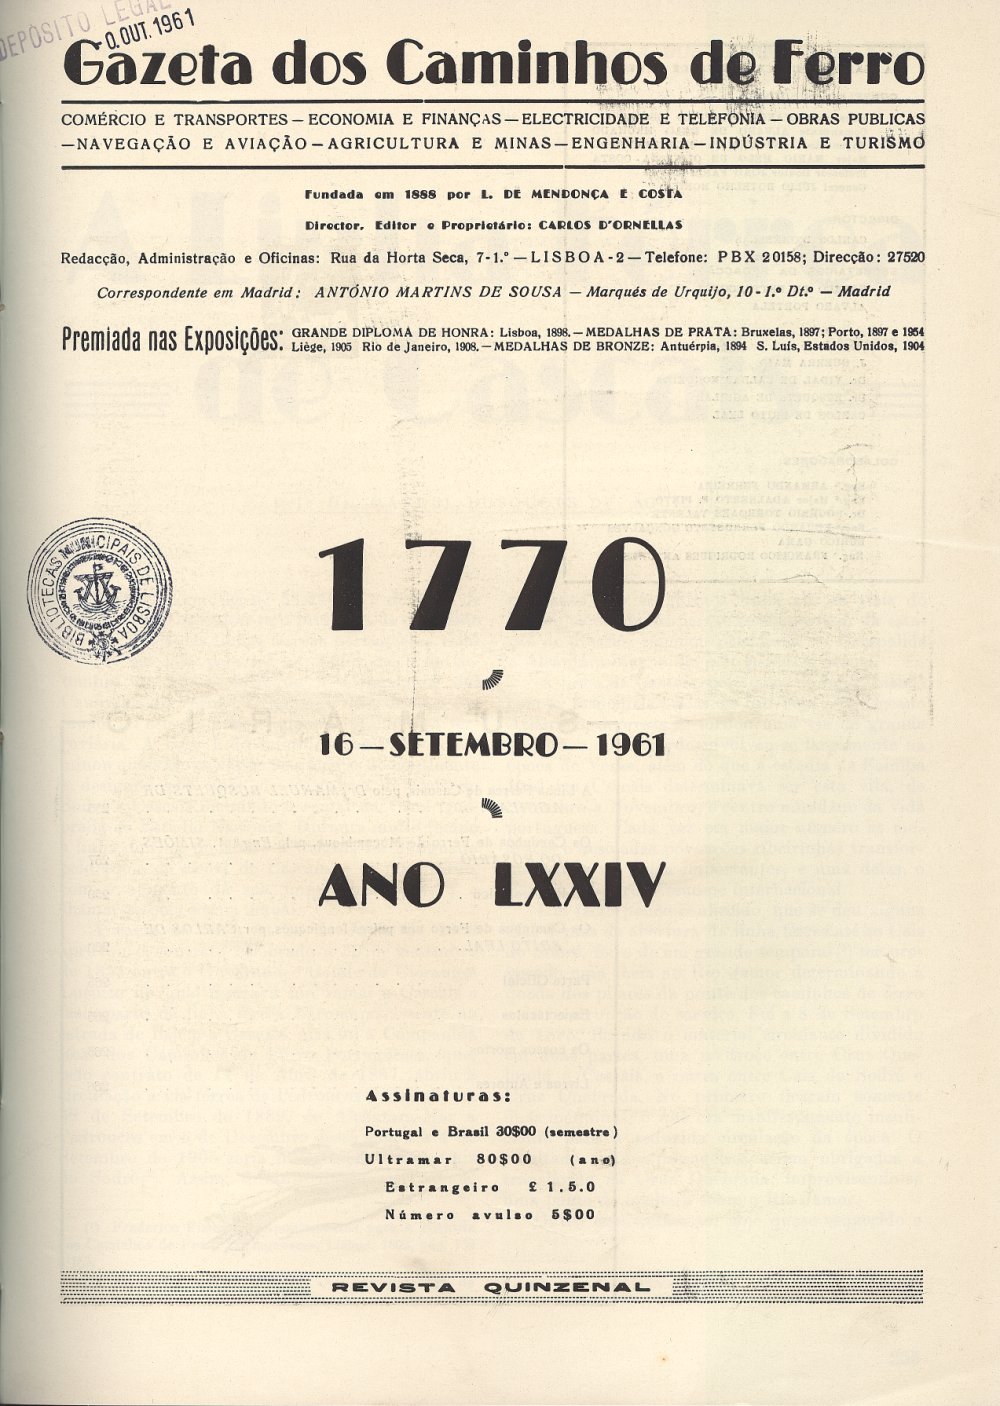 DEPÓSITO LEGAL
0.OUT.1961
Gazeta dos Caminhos de Ferro
COMÉRCIO E TRANSPORTES — ECONOMIA E FINANÇAS — ELECTRICIDADE E TELEFONIA — OBRAS PUBLICAS
—NAVEGAÇÃO E AVIAÇÃO — AGRICULTURA E MINAS — ENGENHARIA — INDÚSTRIA E TURISMO
Fundada em 1888 por L. DE MENDONÇA E COSTA
Director, Editor e Proprietário: CARLOS D'ORNELLAS
Redacção, Administração e Oficinas: Rua da Horta Seca, 7-1.º — LISBOA-2 — Telefone: PBX 20158; Direcção: 27520
Correspondente em Madrid: ANTÓNIO MARTINS DE SOUSA — Marqués de Urquijo, 10-1.º Dt.º — Madrid
Premiada nas Exposições: GRANDE DIPLOMA DE HONRA: Lisboa, 1898. — MEDALHAS DE PRATA: Bruxelas, 1897; Porto, 1897 e 1954
Liège, 1905 Rio de Janeiro, 1908. — MEDALHAS DE BRONZE: Antuérpia, 1894 S. Luís, Estados Unidos, 1904
BIBLIOTECAS MUNICIPAIS DE LISBOA
1770
16 — SETEMBRO — 1961
ANO LXXIV
Assinaturas:
Portugal e Brasil 30$00 (semestre)
Ultramar 80$00 (ano)
Estrangeiro £ 1.5.0
Número avulso 5$00
REVISTA QUINZENAL